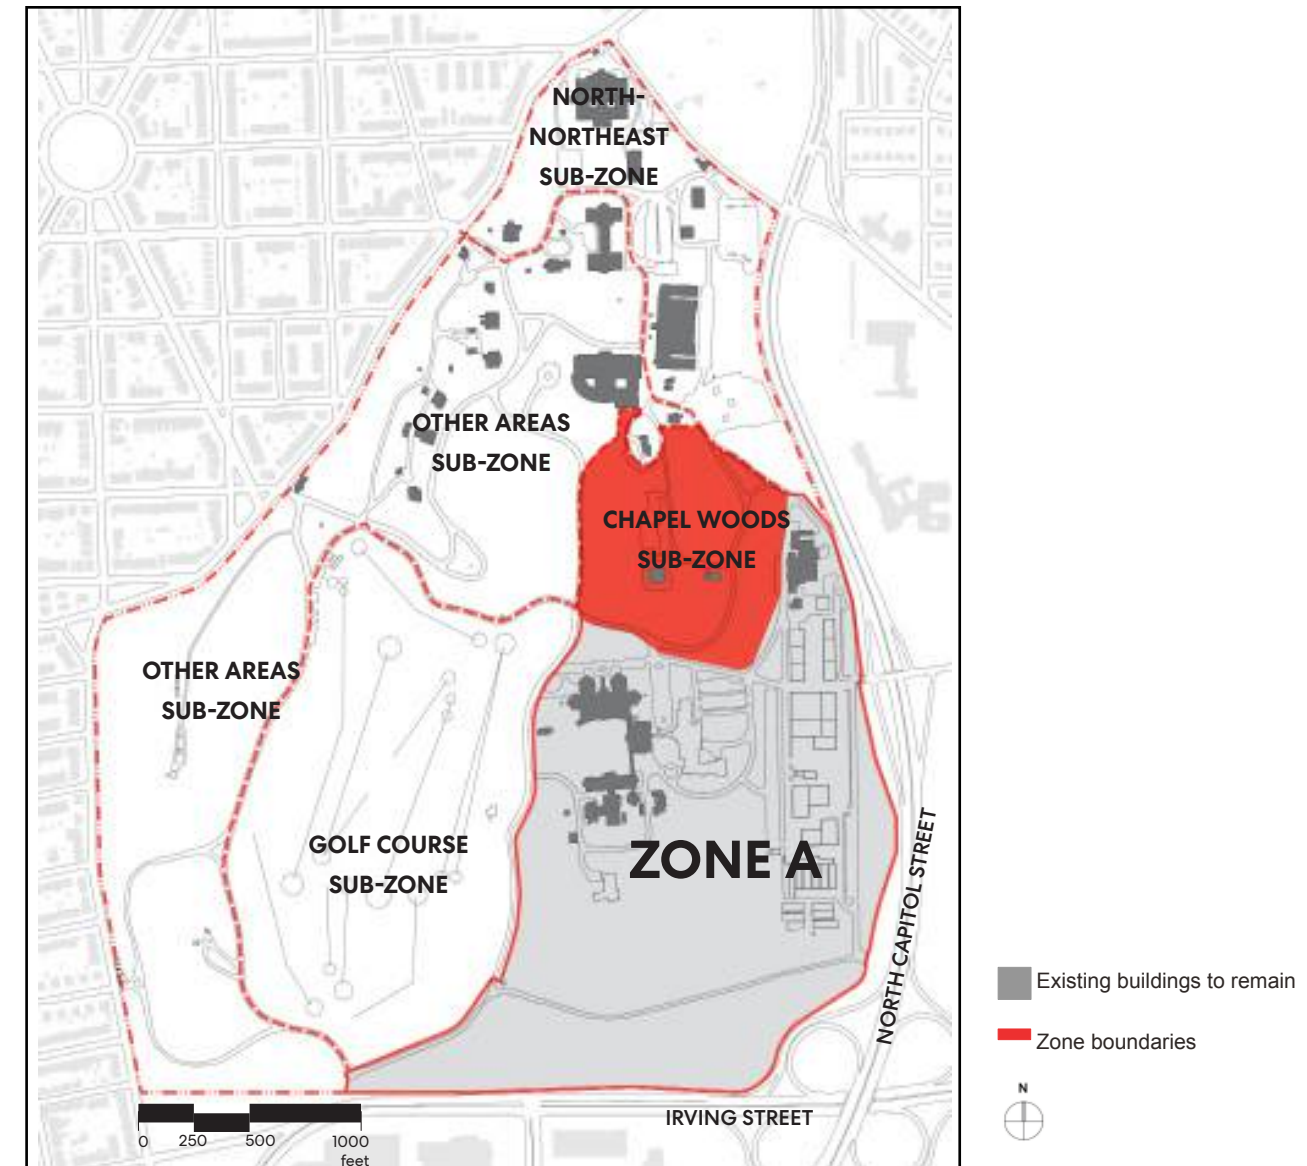 NORTH-
NORTHEAST
SUB-ZONE
OTHER AREAS
SUB-ZONE
CHAPEL WOODS
SUB-ZONE
OTHER AREAS
SUB-ZONE
GOLF COURSE
SUB-ZONE
ZONE A
NORTH CAPITOL STREET
IRVING STREET
0 250 500 1000
feet
Existing buildings to remain
Zone boundaries
N